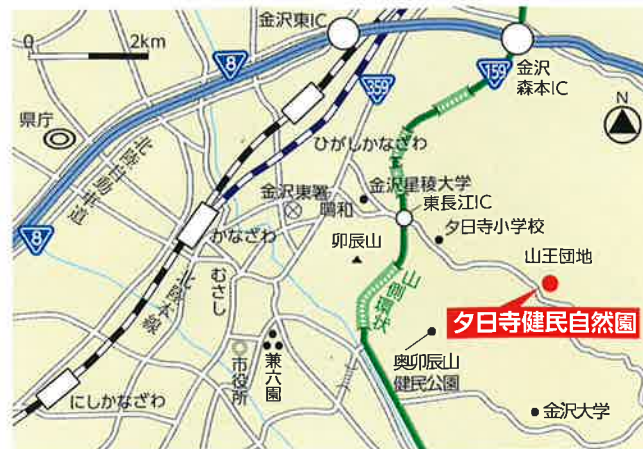 金沢東IC
0 2km
8
359
159
金沢
森本IC
N
県庁
北陸自動車道
ひがしかなざわ
金沢星稜大学
金沢東署
鳴和
東長江IC
夕日寺小学校
8
かなざわ
卯辰山
山王団地
むさし
北陸本線
山側環状
夕日寺健民自然園
市役所
兼六園
奥卯辰山
健民公園
にしかなざわ
金沢大学